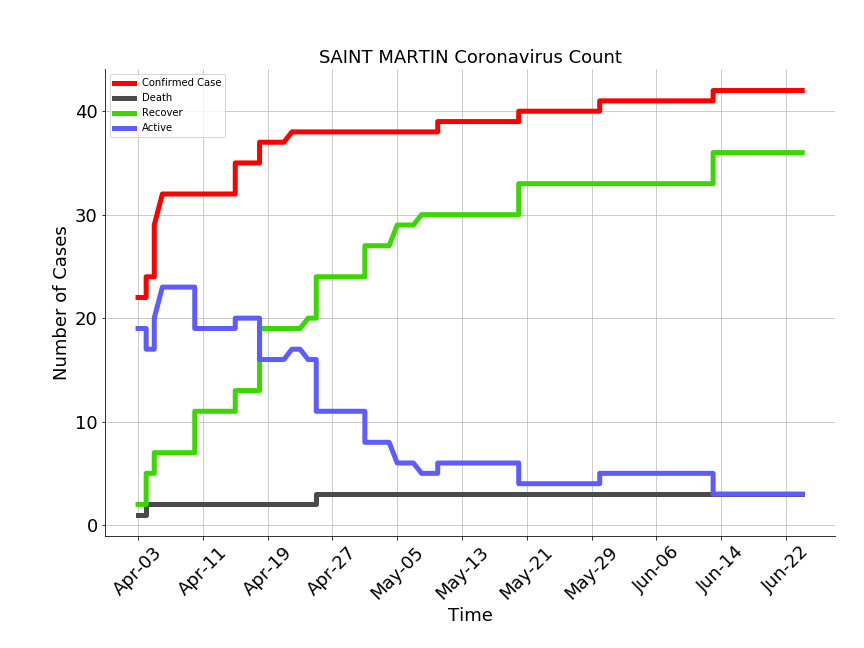 SAINT MARTIN Coronavirus Count
Confirmed Case
Death
Recover
Active
Number of Cases
40
30
20
10
0
Apr-03
Apr-11
Apr-19
Apr-27
May-05
May-13
May-21
May-29
Jun-06
Jun-14
Jun-22
Time